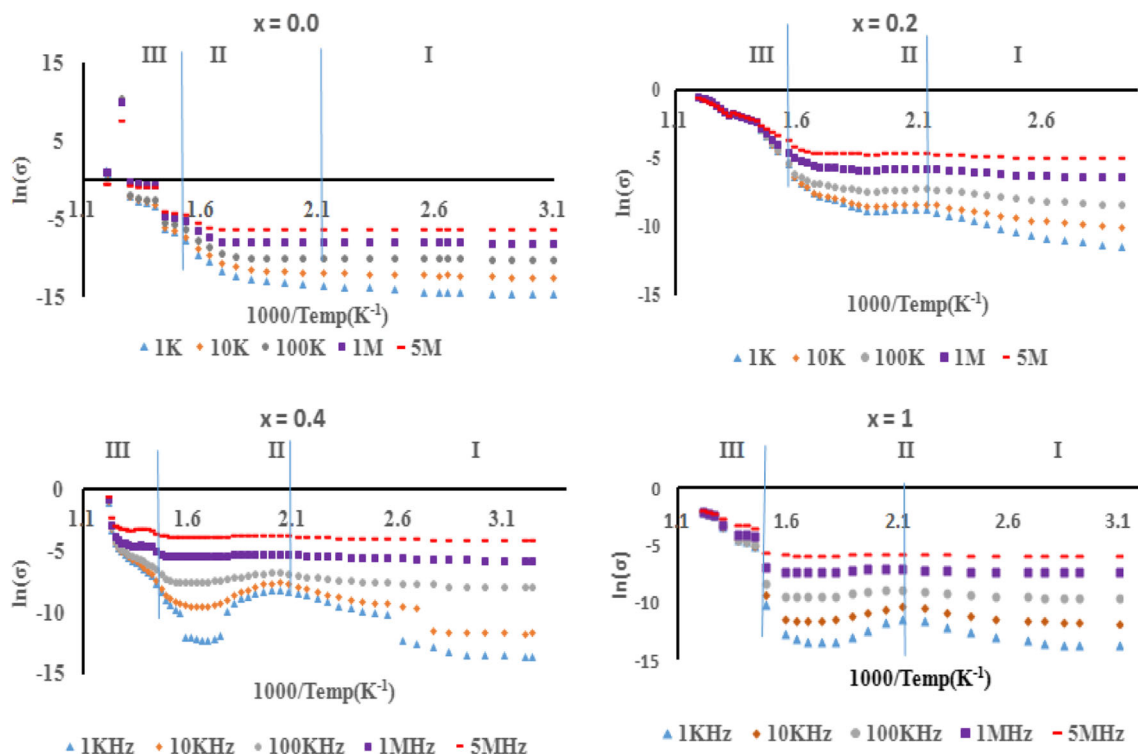 x = 0.0
III II I
15
5
-5
-15
1.1 1.6 2.1 2.6 3.1
ln(σ)
1000/Temp(K⁻¹)
1K 10K 100K 1M 5M
x = 0.2
III II I
0
-5
-10
-15
1.1 1.6 2.1 2.6
ln(σ)
1000/Temp(K⁻¹)
1K 10K 100K 1M 5M
x = 0.4
III II I
0
-5
-10
-15
1.1 1.6 2.1 2.6 3.1
ln(σ)
1000/Temp(K⁻¹)
1KHz 10KHz 100KHz 1MHz 5MHz
x = 1
III II I
0
-5
-10
-15
1.1 1.6 2.1 2.6 3.1
ln(σ)
1000/Temp(K⁻¹)
1KHz 10KHz 100KHz 1MHz 5MHz